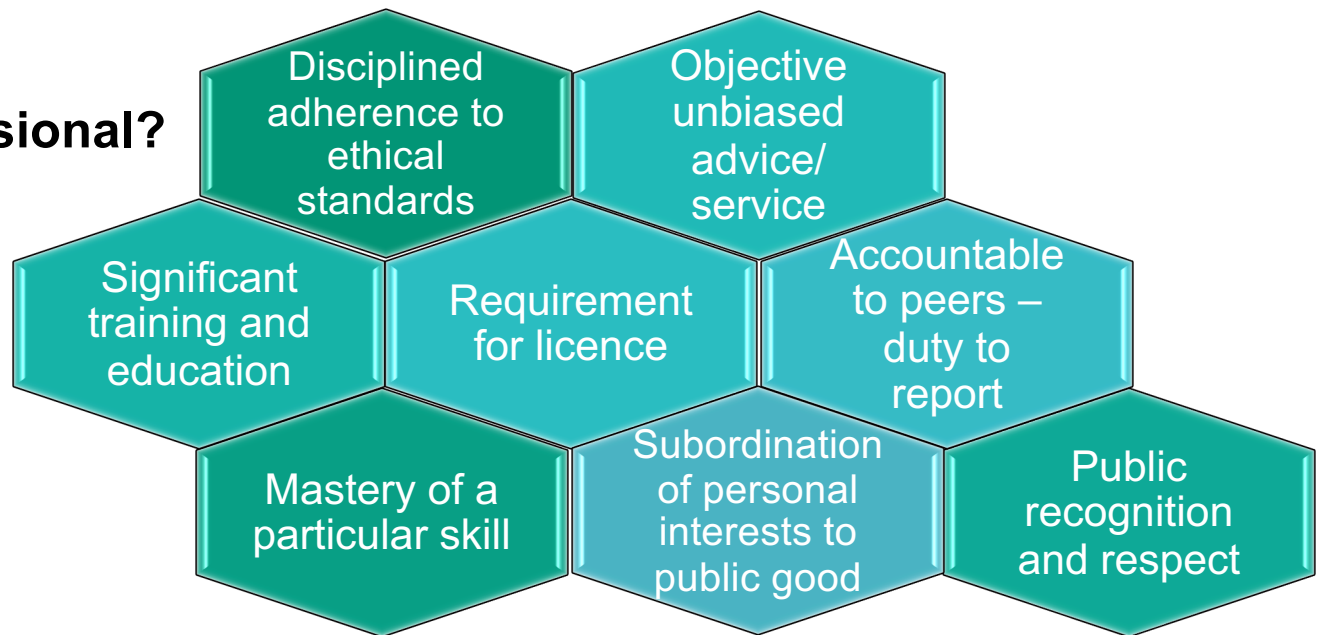 sional?
Disciplined
adherence to
ethical
standards
Objective
unbiased
advice/
service
Significant
training and
education
Requirement
for licence
Accountable
to peers –
duty to
report
Mastery of a
particular skill
Subordination
of personal
interests to
public good
Public
recognition
and respect